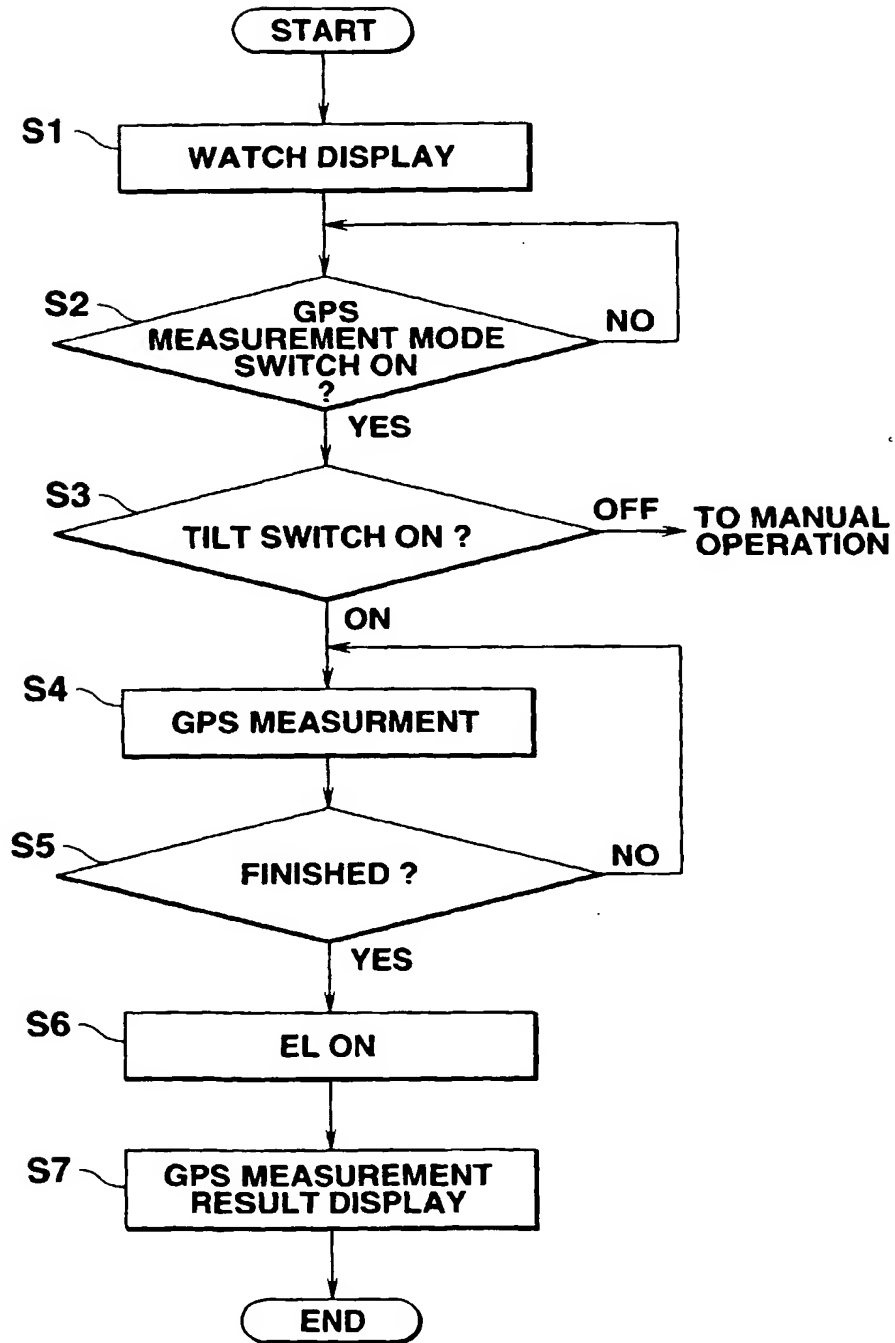 START
S1
WATCH DISPLAY
S2
GPS
MEASUREMENT MODE
SWITCH ON
?
NO
YES
S3
TILT SWITCH ON ?
OFF
TO MANUAL
OPERATION
ON
S4
GPS MEASURMENT
S5
FINISHED ?
NO
YES
S6
EL ON
S7
GPS MEASUREMENT
RESULT DISPLAY
END